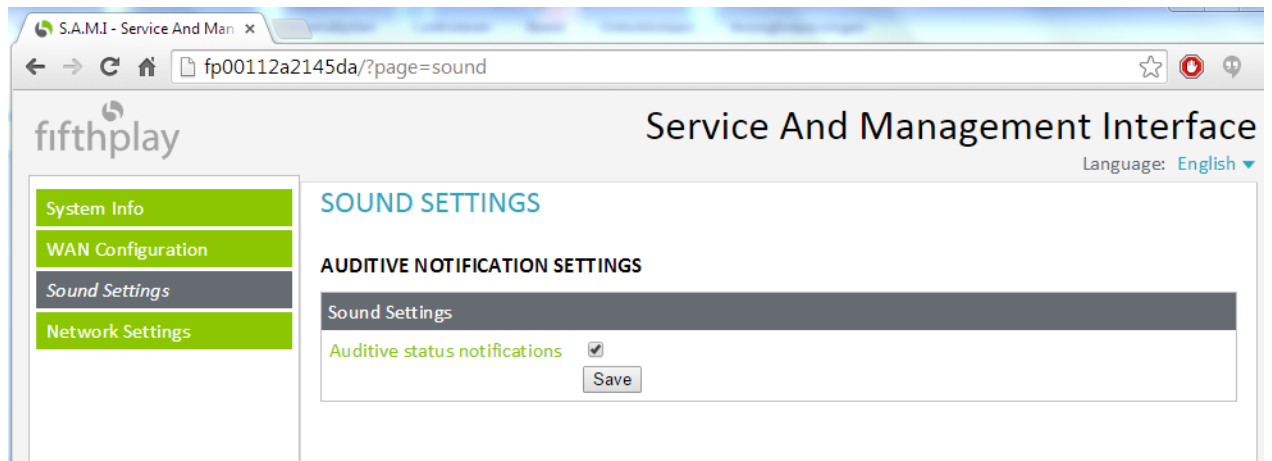 S.A.M.I - Service And Man
fp00112a2145da/?page=sound
fifthplay
Service And Management Interface
Language: English
System Info
WAN Configuration
Sound Settings
Network Settings
SOUND SETTINGS
AUDITIVE NOTIFICATION SETTINGS
Sound Settings
Auditive status notifications
Save